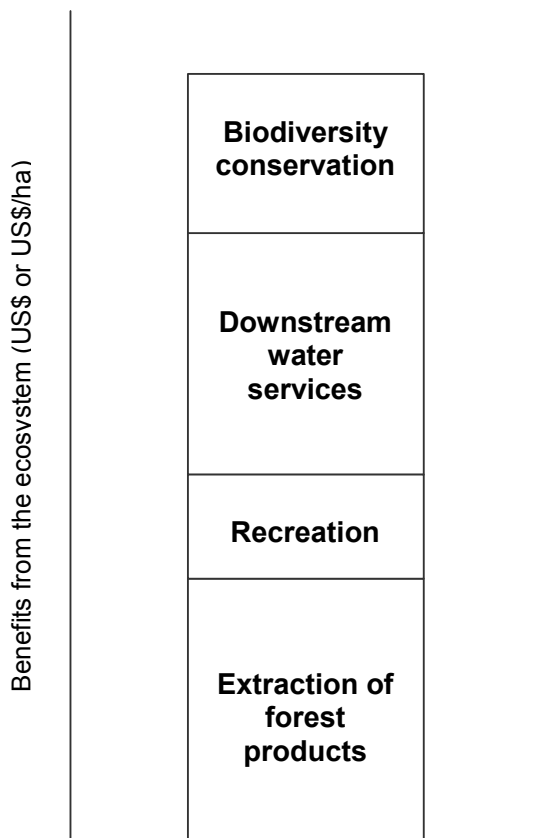 Benefits from the ecosystem (US$ or US$/ha)
Biodiversity
conservation
Downstream
water
services
Recreation
Extraction of
forest
products